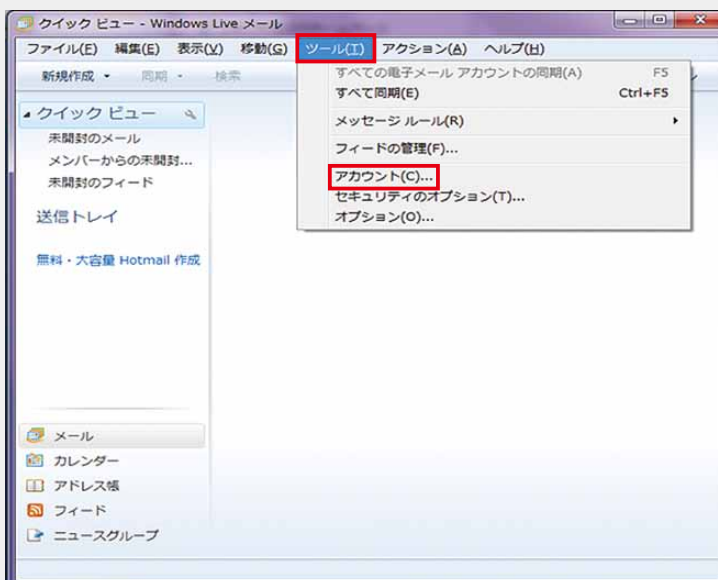 クイック ビュー - Windows Live メール
ファイル(F) 編集(E) 表示(V) 移動(G) ツール(T) アクション(A) ヘルプ(H)
新規作成 同期 検索
すべての電子メール アカウントの同期(A) F5
すべて同期(E) Ctrl+F5
メッセージ ルール(R)
フィードの管理(F)...
アカウント(C)...
セキュリティのオプション(T)...
オプション(O)...
クイック ビュー
未開封のメール
メンバーからの未開封...
未開封のフィード
送信トレイ
無料・大容量 Hotmail 作成
メール
カレンダー
アドレス帳
フィード
ニュースグループ